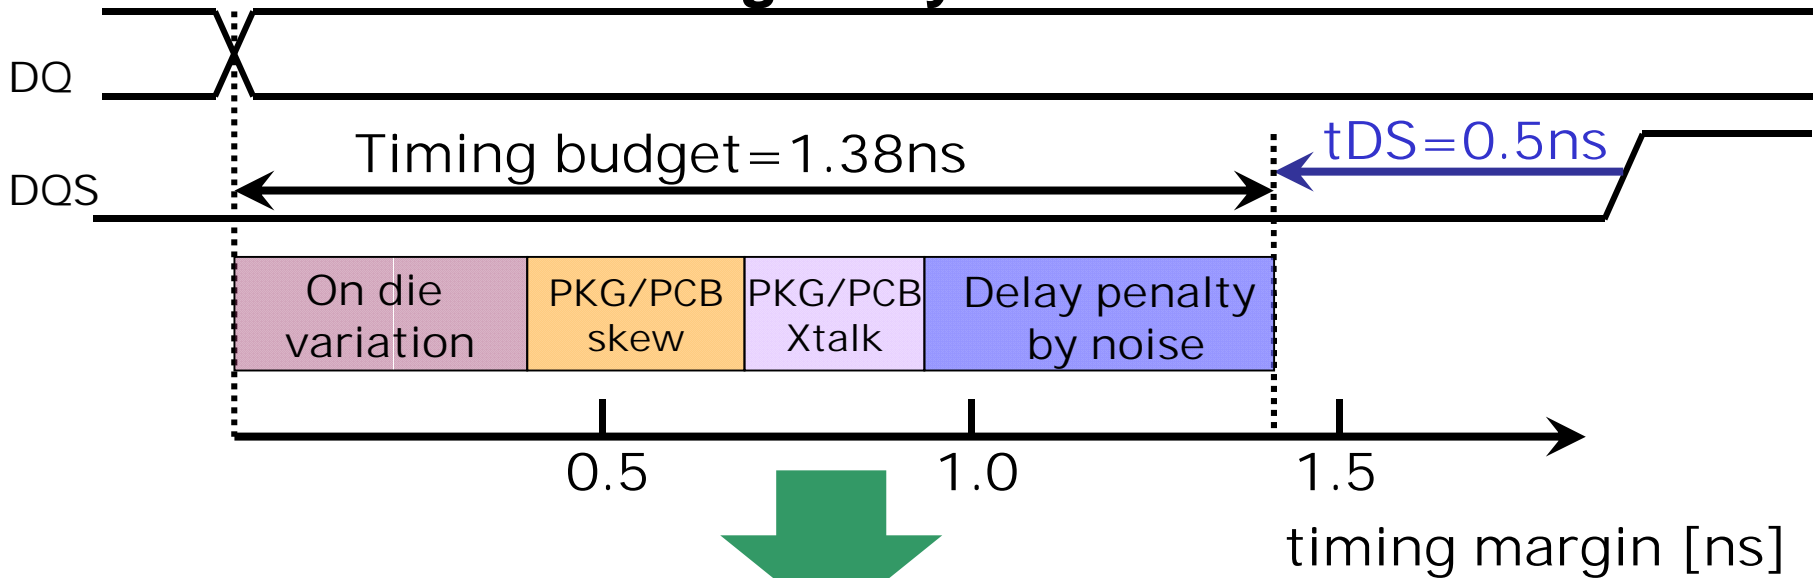 DQ
Timing budget=1.38ns
tDS=0.5ns
DQS
On die
variation
PKG/PCB
skew
PKG/PCB
Xtalk
Delay penalty
by noise
0.5
1.0
1.5
timing margin [ns]